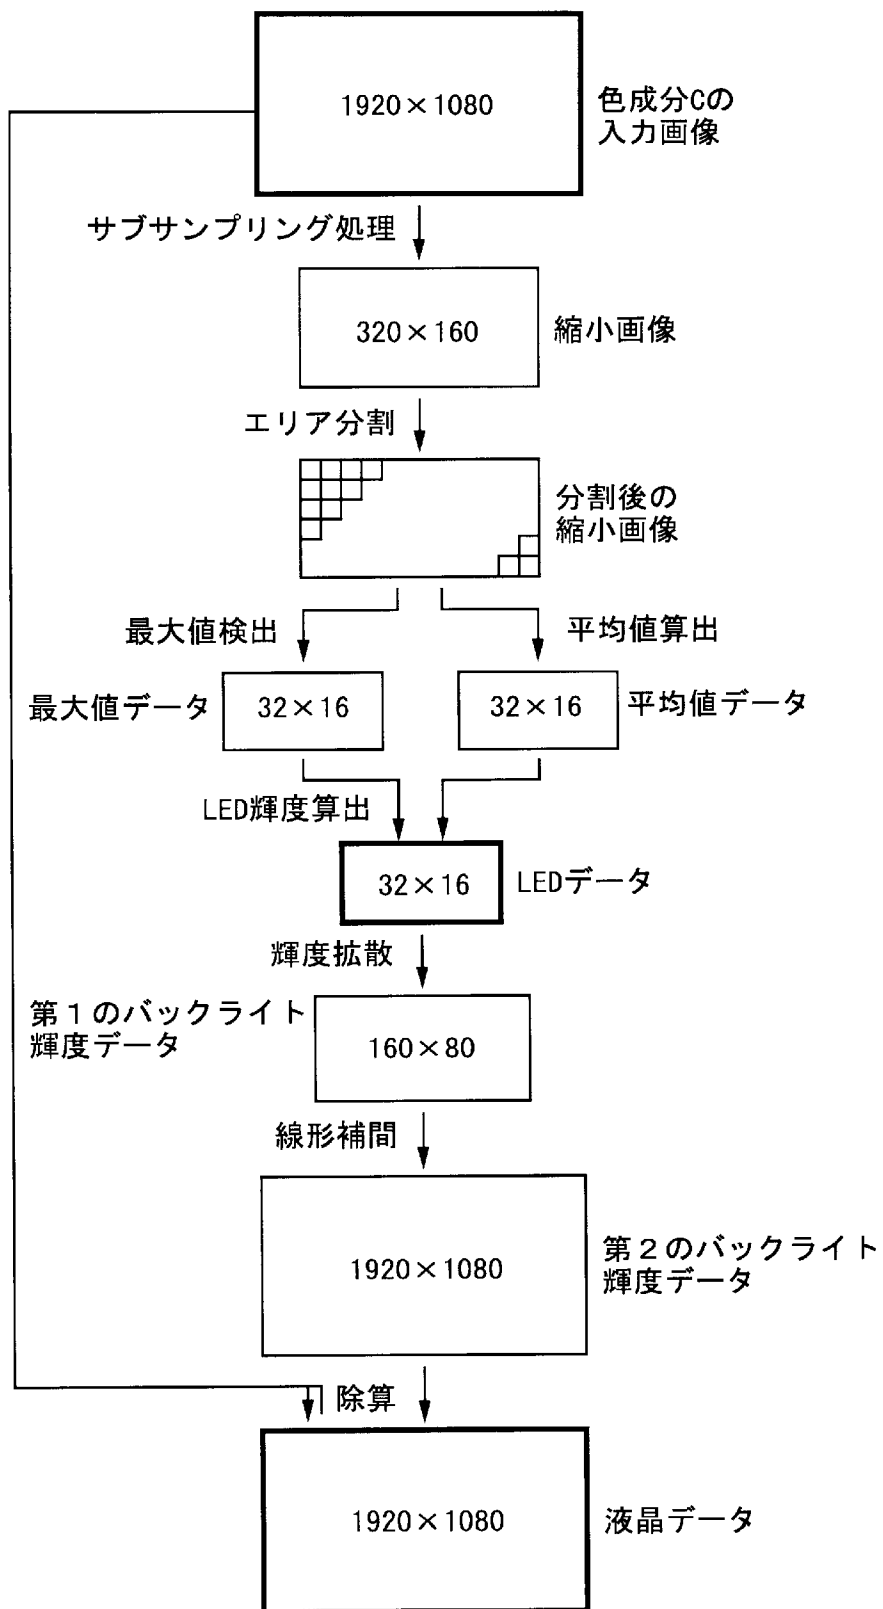 1920×1080
色成分Cの
入力画像
サブサンプリング処理
320×160
縮小画像
エリア分割
分割後の
縮小画像
最大値検出
平均値算出
最大値データ
32×16
32×16
平均値データ
LED輝度算出
32×16
LEDデータ
輝度拡散
第１のバックライト
輝度データ
160×80
線形補間
1920×1080
第２のバックライト
輝度データ
除算
1920×1080
液晶データ